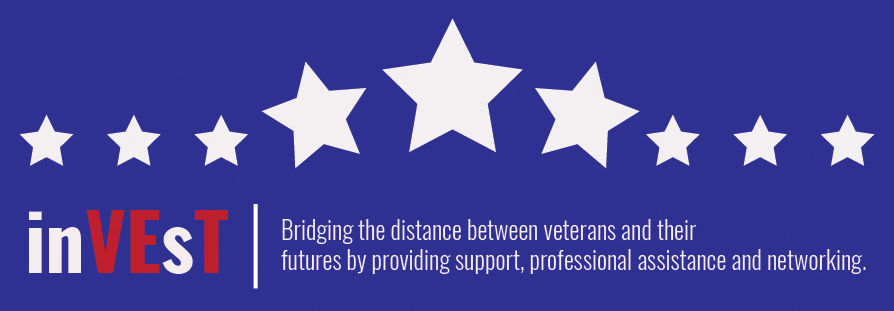 inVEsT
Bridging the distance between veterans and their
futures by providing support, professional assistance and networking.